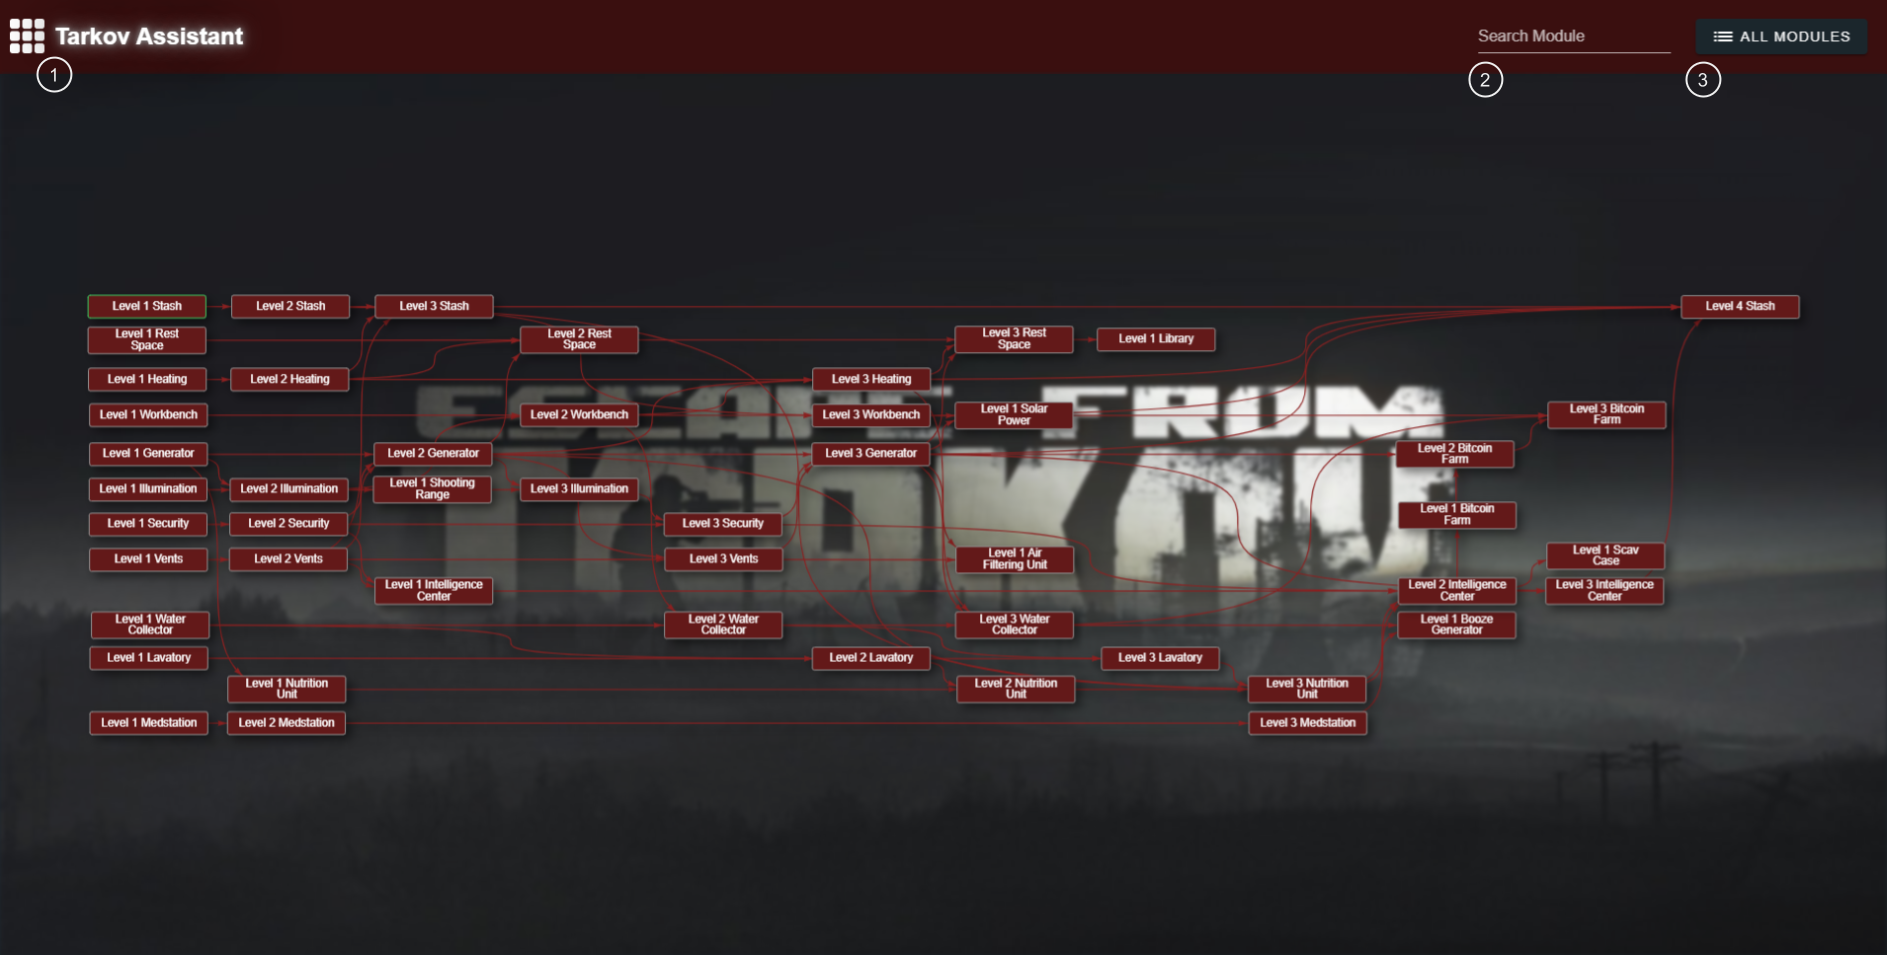 Tarkov Assistant
Search Module
ALL MODULES
1
2
3
Level 1 Stash
Level 2 Stash
Level 3 Stash
Level 4 Stash
Level 1 Rest
Space
Level 2 Rest
Space
Level 3 Rest
Space
Level 1 Library
Level 1 Heating
Level 2 Heating
Level 3 Heating
Level 1 Workbench
Level 2 Workbench
Level 3 Workbench
Level 1 Solar
Power
Level 3 Bitcoin
Farm
ESCAPE FROM
TARKOV
Level 1 Generator
Level 2 Generator
Level 3 Generator
Level 2 Bitcoin
Farm
Level 1 Illumination
Level 2 Illumination
Level 1 Shooting
Range
Level 3 Illumination
Level 1 Security
Level 2 Security
Level 3 Security
Level 1 Bitcoin
Farm
Level 1 Vents
Level 2 Vents
Level 3 Vents
Level 1 Air
Filtering Unit
Level 1 Scav
Case
Level 1 Intelligence
Center
Level 2 Intelligence
Center
Level 3 Intelligence
Center
Level 1 Water
Collector
Level 2 Water
Collector
Level 3 Water
Collector
Level 1 Booze
Generator
Level 1 Lavatory
Level 2 Lavatory
Level 3 Lavatory
Level 1 Nutrition
Unit
Level 2 Nutrition
Unit
Level 3 Nutrition
Unit
Level 1 Medstation
Level 2 Medstation
Level 3 Medstation